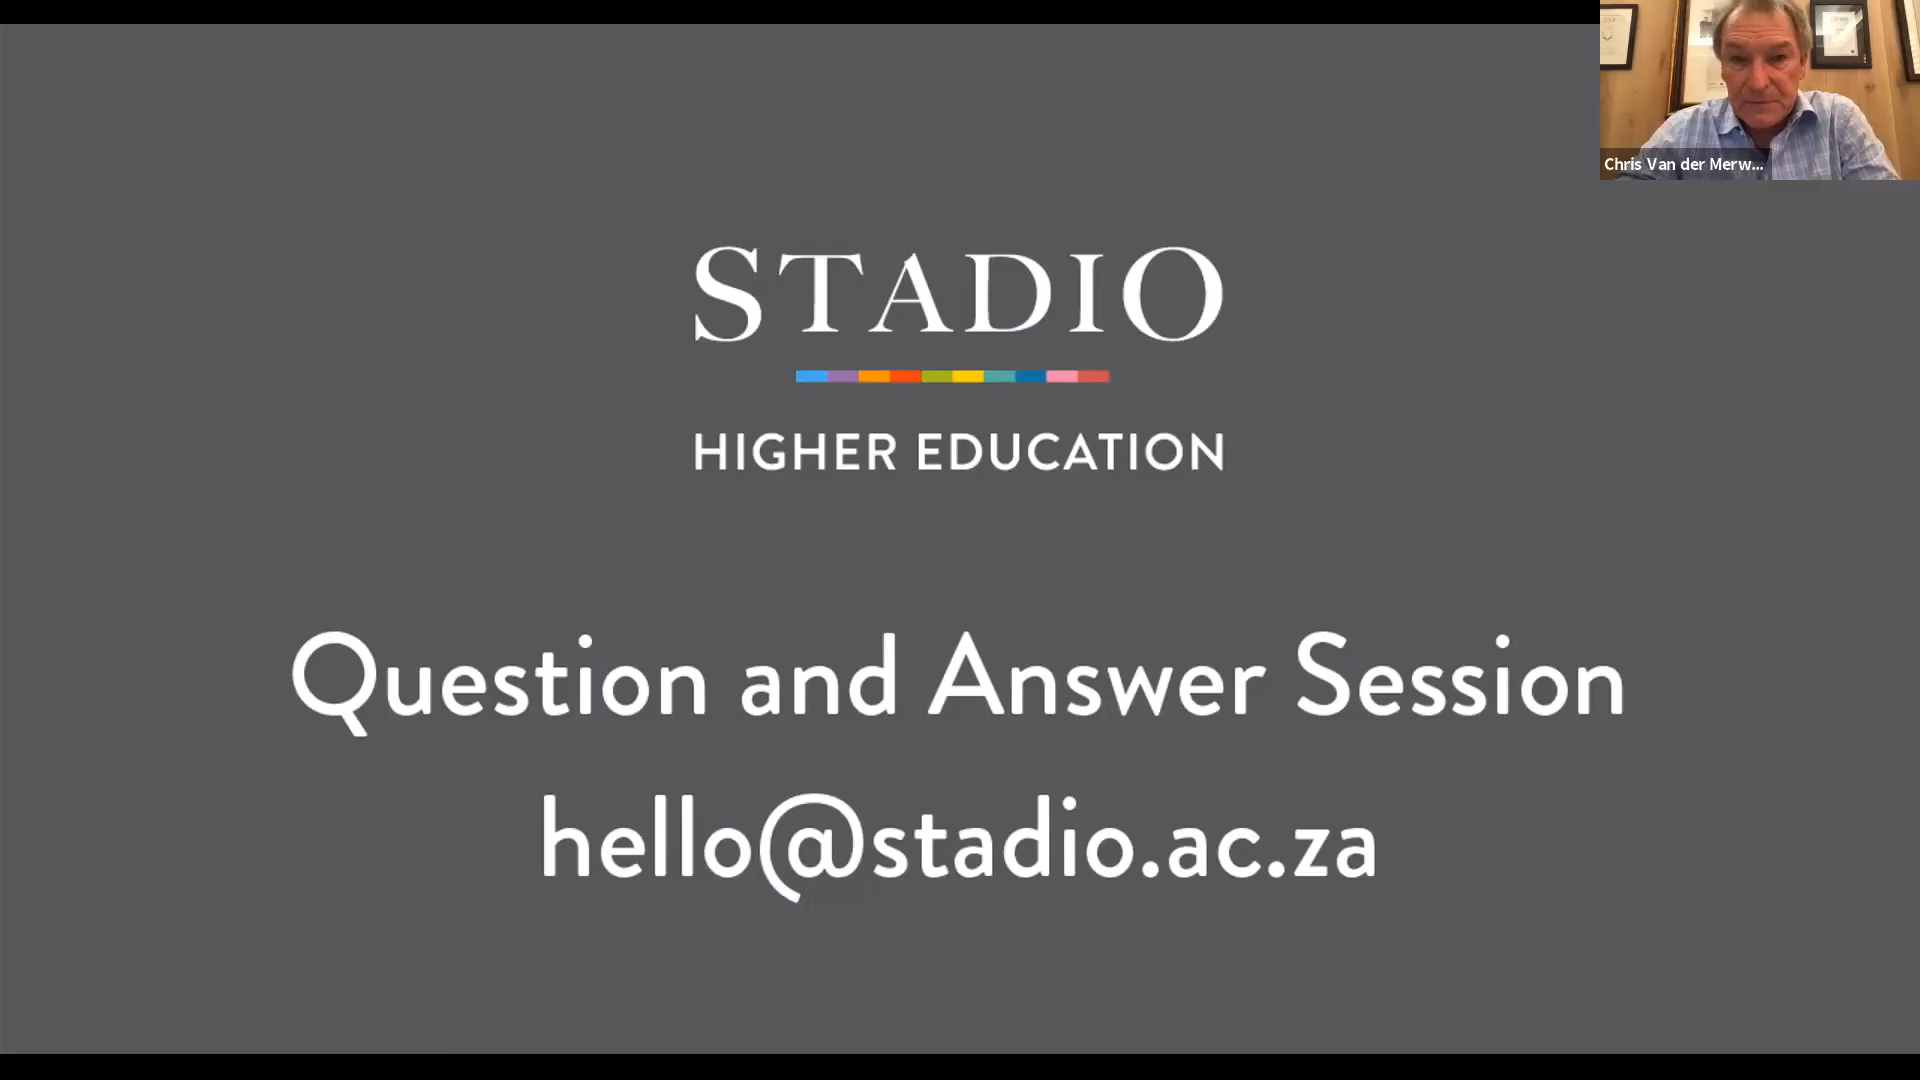 Chris Van der Merw...
STADIO
HIGHER EDUCATION
Question and Answer Session
hello@stadio.ac.za